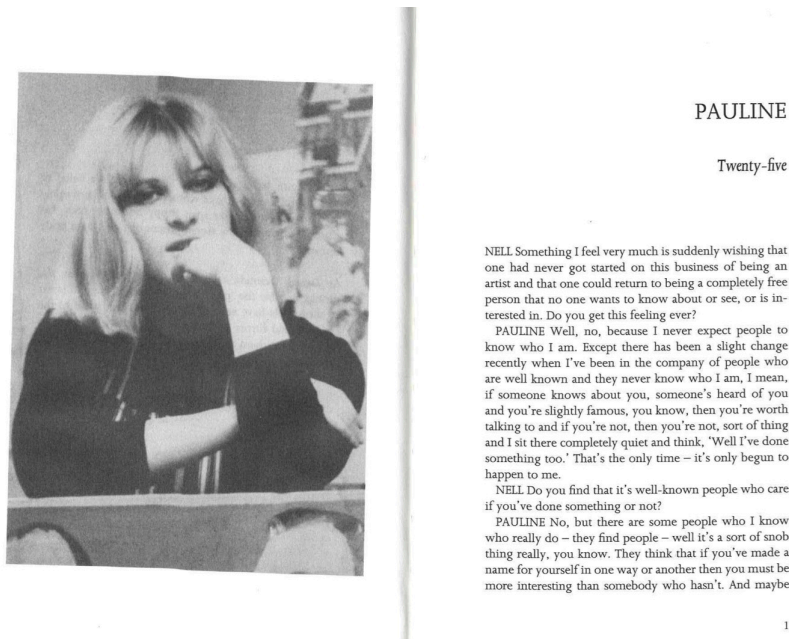 PAULINE
Twenty-five
NELL Something I feel very much is suddenly wishing that
one had never got started on this business of being an
artist and that one could return to being a completely free
person that no one wants to know about or see, or is in-
terested in. Do you get this feeling ever?
PAULINE Well, no, because I never expect people to
know who I am. Except there has been a slight change
recently when I've been in the company of people who
are well known and they never know who I am, I mean,
if someone knows about you, someone's heard of you
and you're slightly famous, you know, then you're worth
talking to and if you're not, then you're not, sort of thing
and I sit there completely quiet and think, 'Well I've done
something too.' That's the only time – it's only begun to
happen to me.
NELL Do you find that it's well-known people who care
if you've done something or not?
PAULINE No, but there are some people who I know
who really do – they find people – well it's a sort of snob
thing really, you know. They think that if you've made a
name for yourself in one way or another then you must be
more interesting than somebody who hasn't. And maybe
1